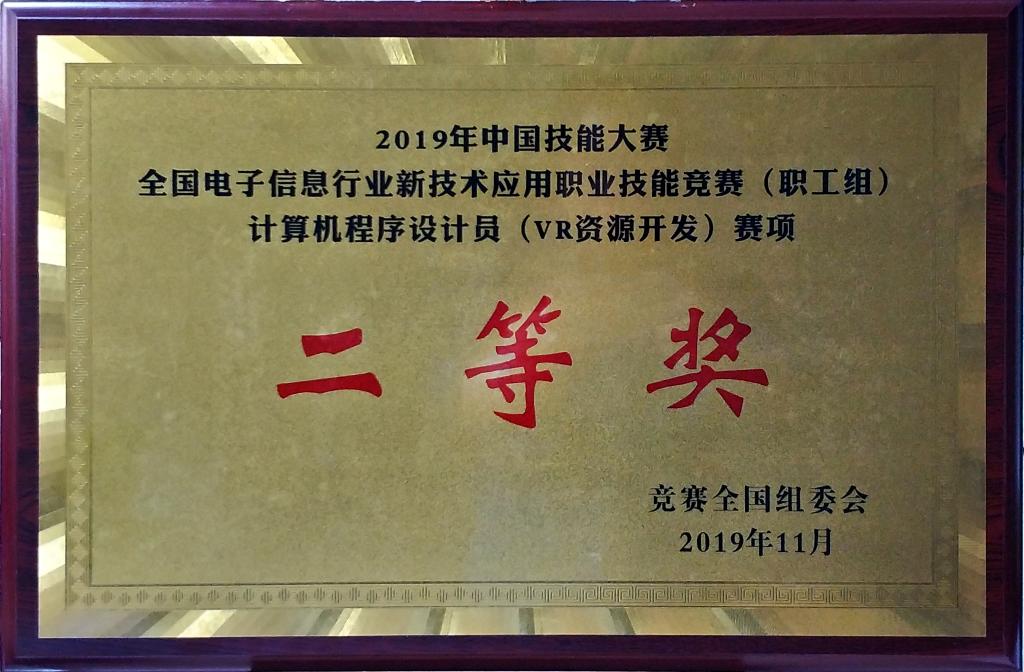 2019年中国技能大赛
全国电子信息行业新技术应用职业技能竞赛（职工组）
计算机程序设计员（VR资源开发）赛项
二等奖
竞赛全国组委会
2019年11月